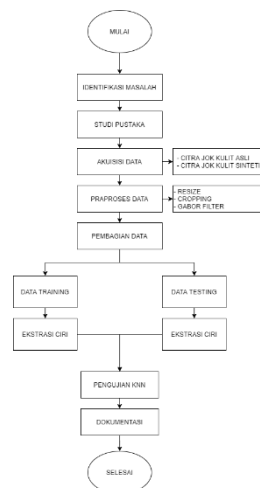 MULAI
IDENTIFIKASI MASALAH
STUDI PUSTAKA
AKUISISI DATA
- CITRA JOK KULIT ASLI
- CITRA JOK KULIT SINTETI
PRAPROSES DATA
- RESIZE
- CROPPING
- GABOR FILTER
PEMBAGIAN DATA
DATA TRAINING
DATA TESTING
EKSTRASI CIRI
EKSTRASI CIRI
PENGUJIAN KNN
DOKUMENTASI
SELESAI